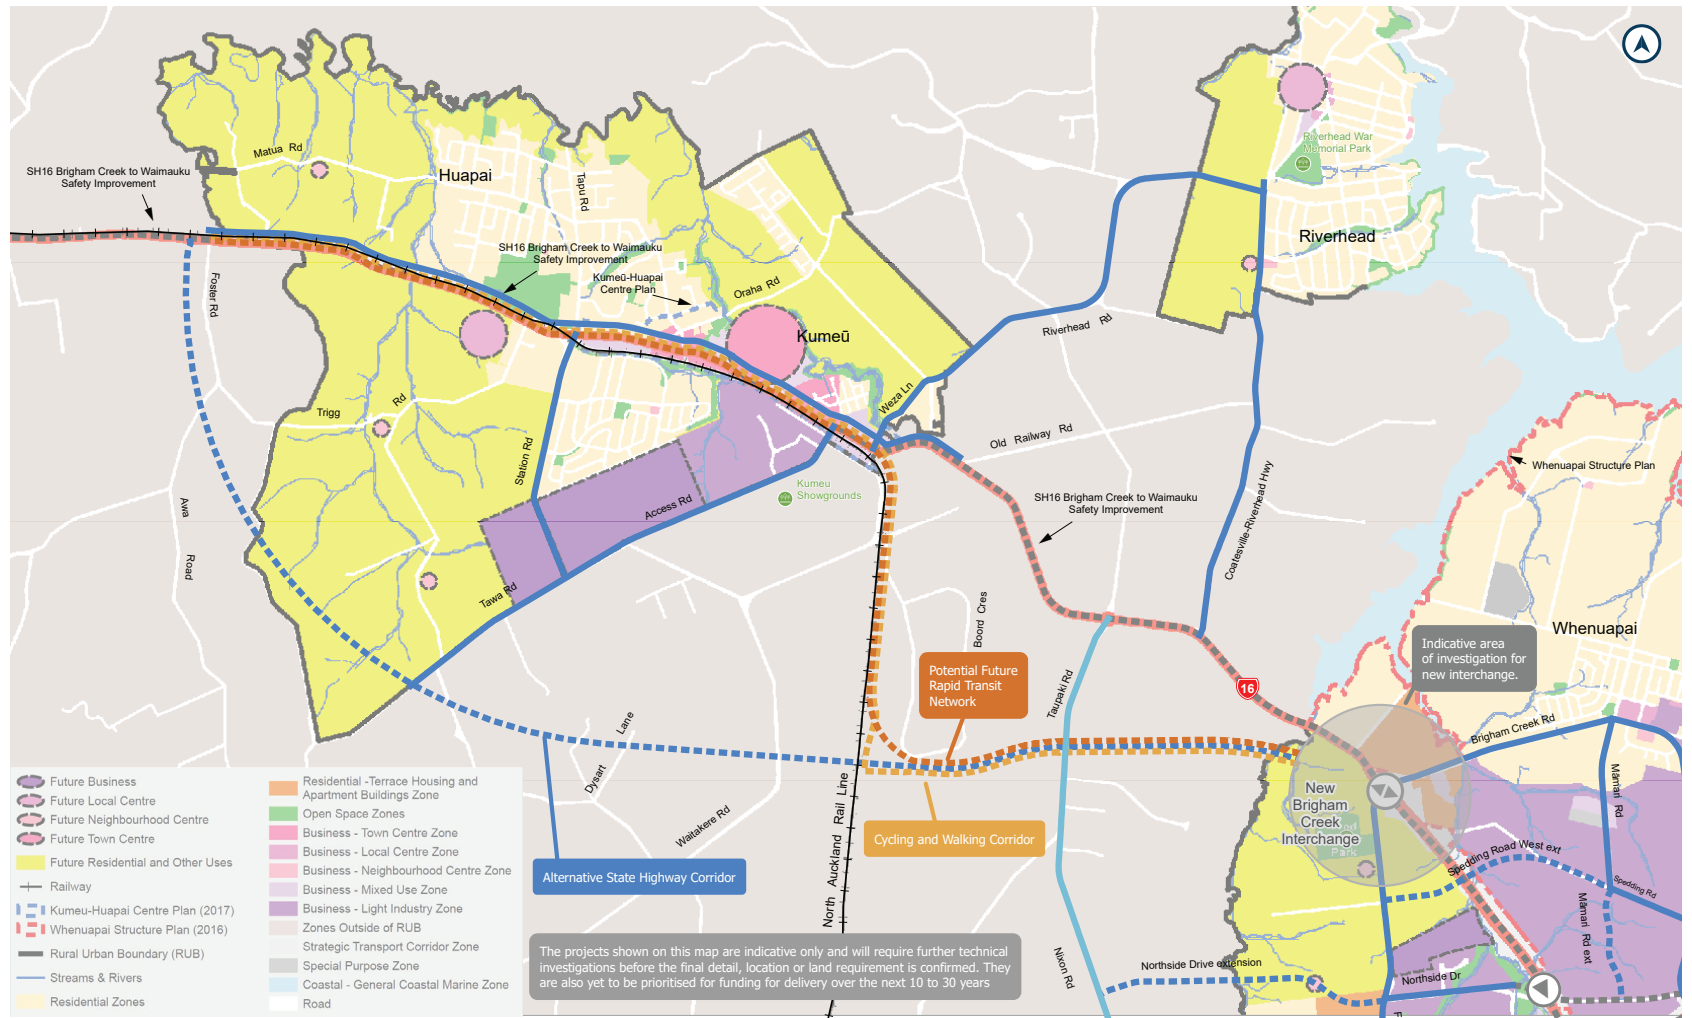 Matua Rd
SH16 Brigham Creek to Waimauku
Safety Improvement
Huapai
Tapu Rd
SH16 Brigham Creek to Waimauku
Safety Improvement
Kumeū-Huapai
Centre Plan
Oraha Rd
Kumeū
Foster Rd
Riverhead War
Memorial Park
Riverhead
Riverhead Rd
Weza Ln
Old Railway Rd
Trigg Rd
Station Rd
Access Rd
Kumeu
Showgrounds
Awa Road
Tawa Rd
SH16 Brigham Creek to Waimauku
Safety Improvement
Coatesville-Riverhead Hwy
Whenuapai Structure Plan
Whenuapai
Boord Cres
Taupaki Rd
Potential Future
Rapid Transit
Network
16
Indicative area
of investigation for
new interchange.
Brigham Creek Rd
Māmari Rd
Dysart Lane
Waitakere Rd
North Auckland Rail Line
Cycling and Walking Corridor
Alternative State Highway Corridor
New
Brigham
Creek
Interchange
Park
Spedding Road West ext
Spedding Rd
Māmari Rd ext
Nixon Rd
Northside Drive extension
Northside Dr
F
Future Business
Future Local Centre
Future Neighbourhood Centre
Future Town Centre
Future Residential and Other Uses
Railway
Kumeu-Huapai Centre Plan (2017)
Whenuapai Structure Plan (2016)
Rural Urban Boundary (RUB)
Streams & Rivers
Residential Zones
Residential -Terrace Housing and
Apartment Buildings Zone
Open Space Zones
Business - Town Centre Zone
Business - Local Centre Zone
Business - Neighbourhood Centre Zone
Business - Mixed Use Zone
Business - Light Industry Zone
Zones Outside of RUB
Strategic Transport Corridor Zone
Special Purpose Zone
Coastal - General Coastal Marine Zone
Road
The projects shown on this map are indicative only and will require further technical
investigations before the final detail, location or land requirement is confirmed. They
are also yet to be prioritised for funding for delivery over the next 10 to 30 years